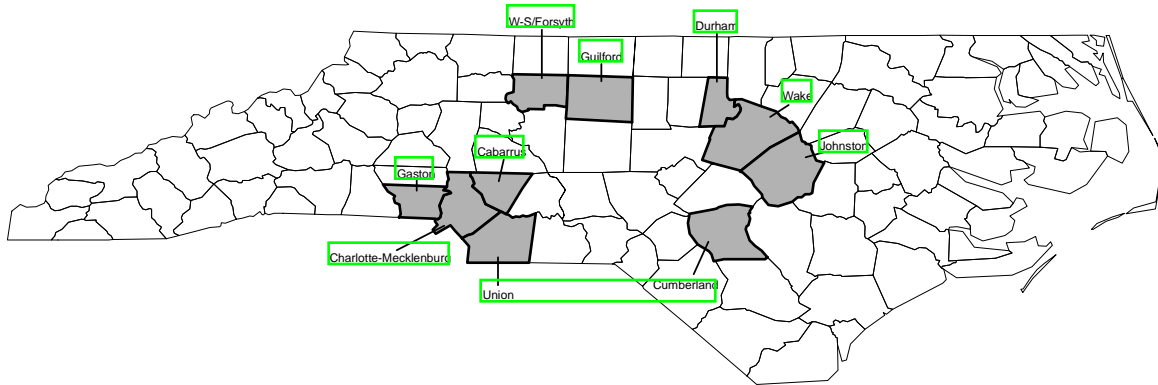 W-S/Forsyth
Durham
Guilford
Wake
Johnston
Cabarrus
Gaston
Charlotte-Mecklenburg
Cumberland
Union